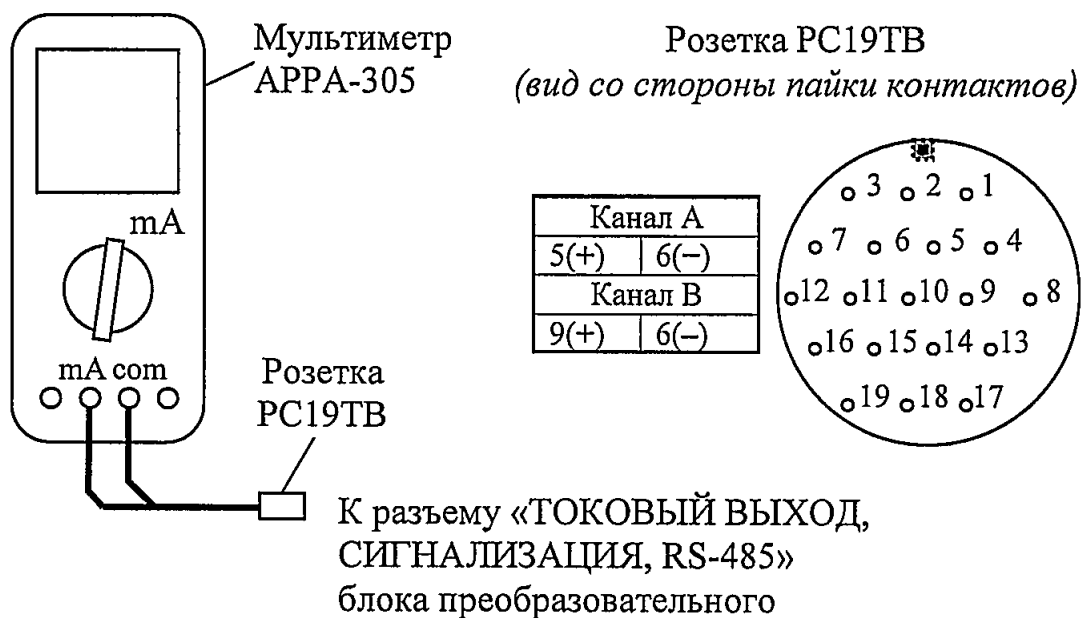 Мультиметр
APPA-305
mA
mA com
Розетка
РС19ТВ
К разъему «ТОКОВЫЙ ВЫХОД,
СИГНАЛИЗАЦИЯ, RS-485»
блока преобразовательного
Розетка РС19ТВ
(вид со стороны пайки контактов)
Канал А
5(+) 6(–)
Канал В
9(+) 6(–)
3 2 1
7 6 5 4
12 11 10 9 8
16 15 14 13
19 18 17